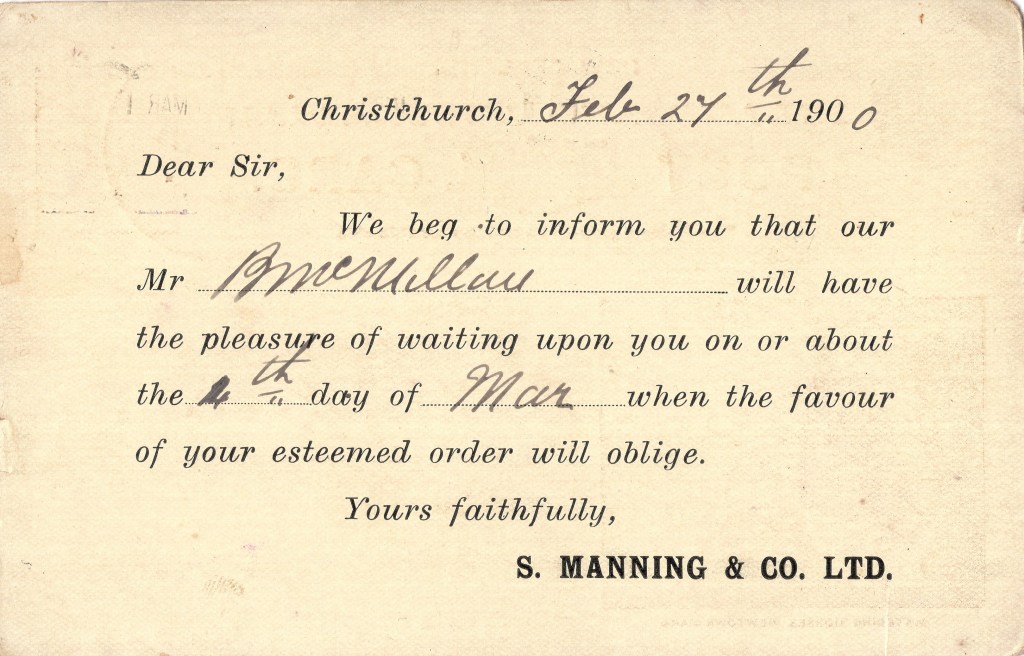 Christchurch, Feb 27th 1900
Dear Sir,
We beg to inform you that our
Mr B McMillan will have
the pleasure of waiting upon you on or about
the 4th day of Mar when the favour
of your esteemed order will oblige.
Yours faithfully,
S. MANNING & CO. LTD.